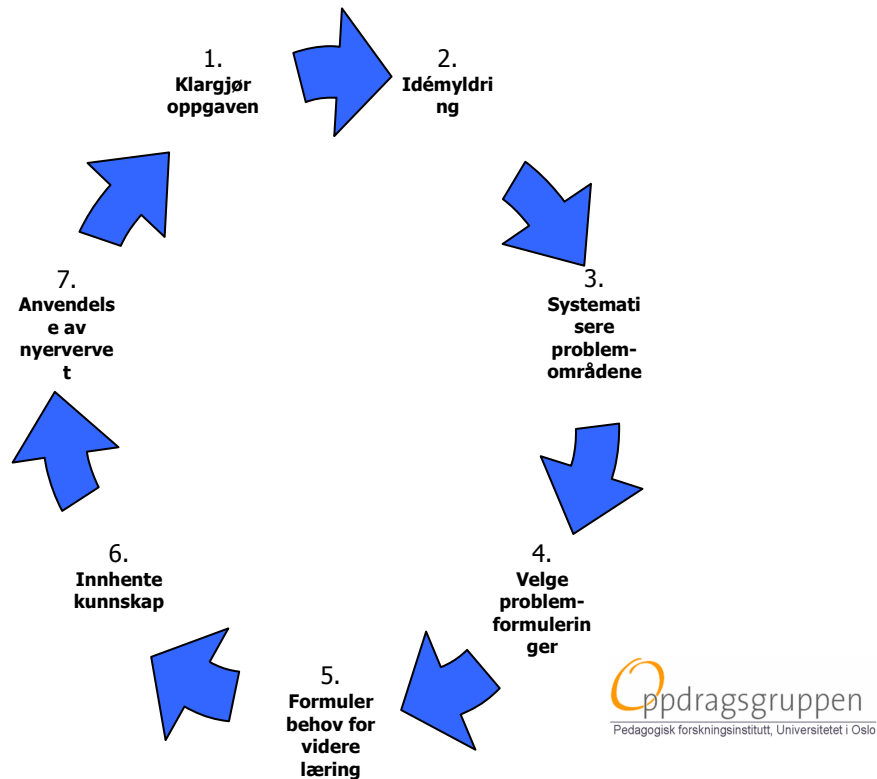 1.
Klargjør
oppgaven
2.
Idémyldri
ng
3.
Systemati
sere
problem-
områdene
4.
Velge
problem-
formulerin
ger
5.
Formuler
behov for
videre
læring
6.
Innhente
kunnskap
7.
Anvendels
e av
nyerverve
t
Oppdragsgruppen
Pedagogisk forskningsinstitutt, Universitetet i Oslo